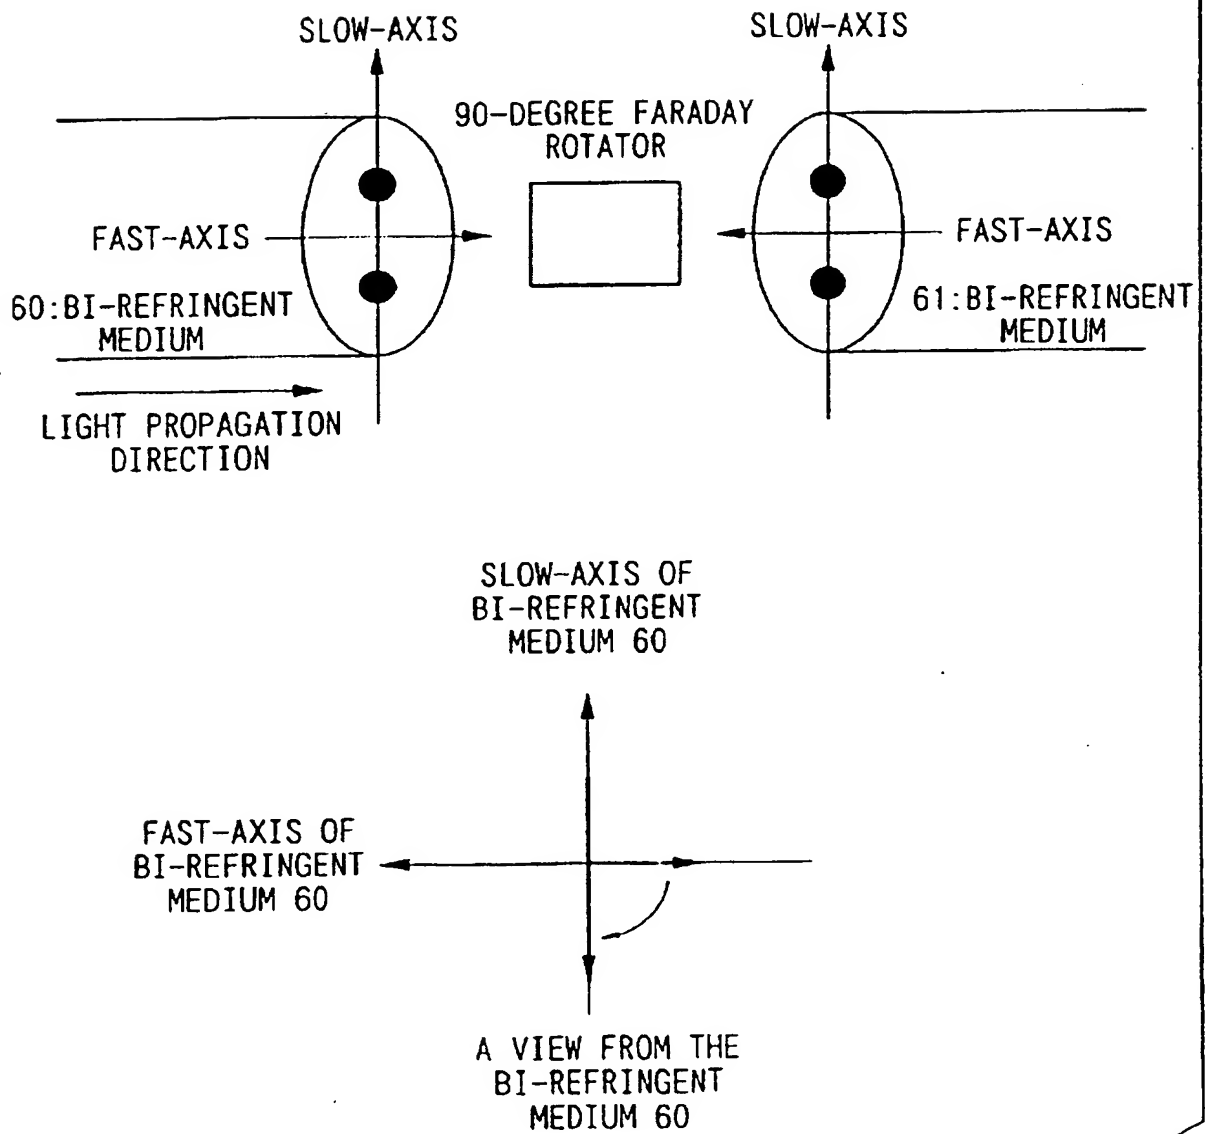 SLOW-AXIS
SLOW-AXIS
90-DEGREE FARADAY
ROTATOR
FAST-AXIS
FAST-AXIS
60:BI-REFRINGENT
MEDIUM
61:BI-REFRINGENT
MEDIUM
LIGHT PROPAGATION
DIRECTION
SLOW-AXIS OF
BI-REFRINGENT
MEDIUM 60
FAST-AXIS OF
BI-REFRINGENT
MEDIUM 60
A VIEW FROM THE
BI-REFRINGENT
MEDIUM 60